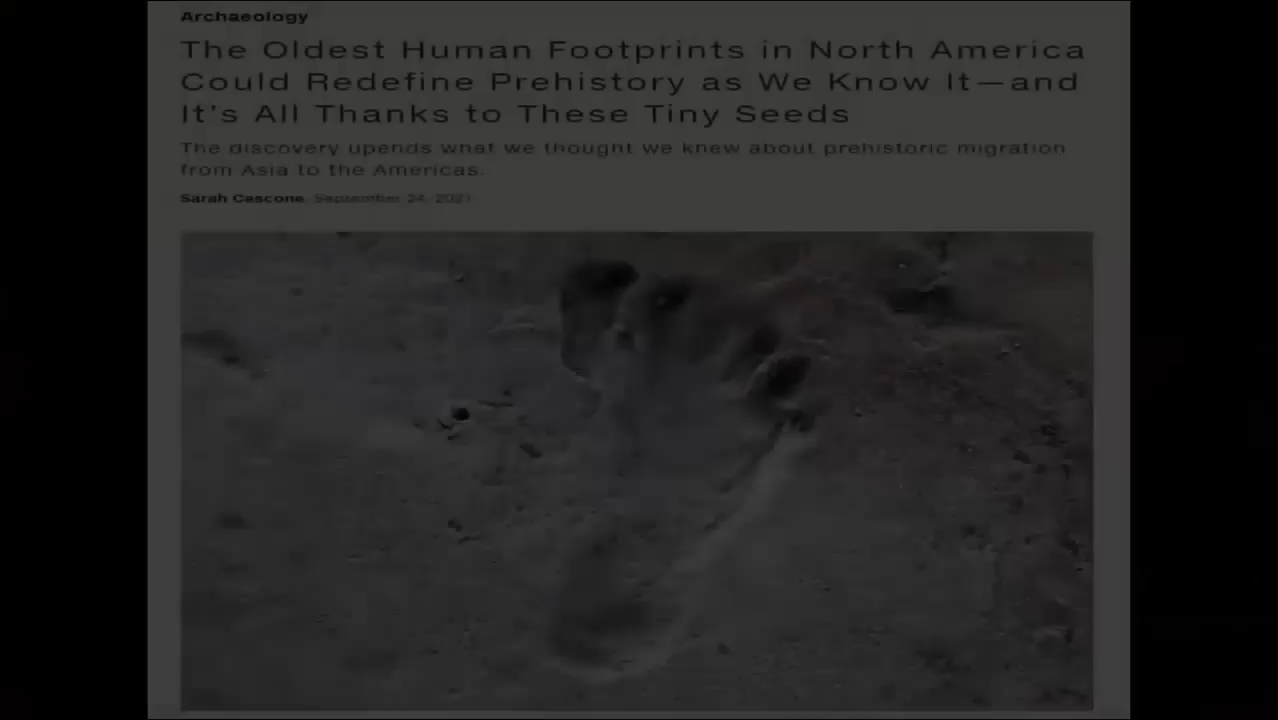 Archaeology
The Oldest Human Footprints in North America
Could Redefine Prehistory as We Know It—and
It's All Thanks to These Tiny Seeds
The discovery upends what we thought we knew about prehistoric migration
from Asia to the Americas.
Sarah Cascone, September 24, 2021